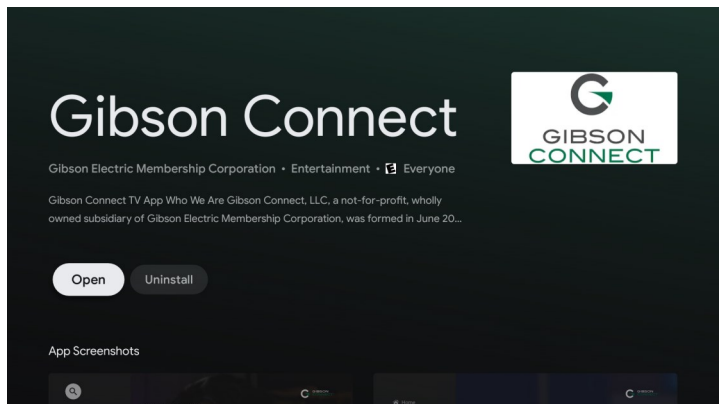 Gibson Connect
GIBSON
CONNECT
Gibson Electric Membership Corporation • Entertainment • E Everyone
Gibson Connect TV App Who We Are Gibson Connect, LLC, a not-for-profit, wholly
owned subsidiary of Gibson Electric Membership Corporation, was formed in June 20...
Open
Uninstall
App Screenshots
Home